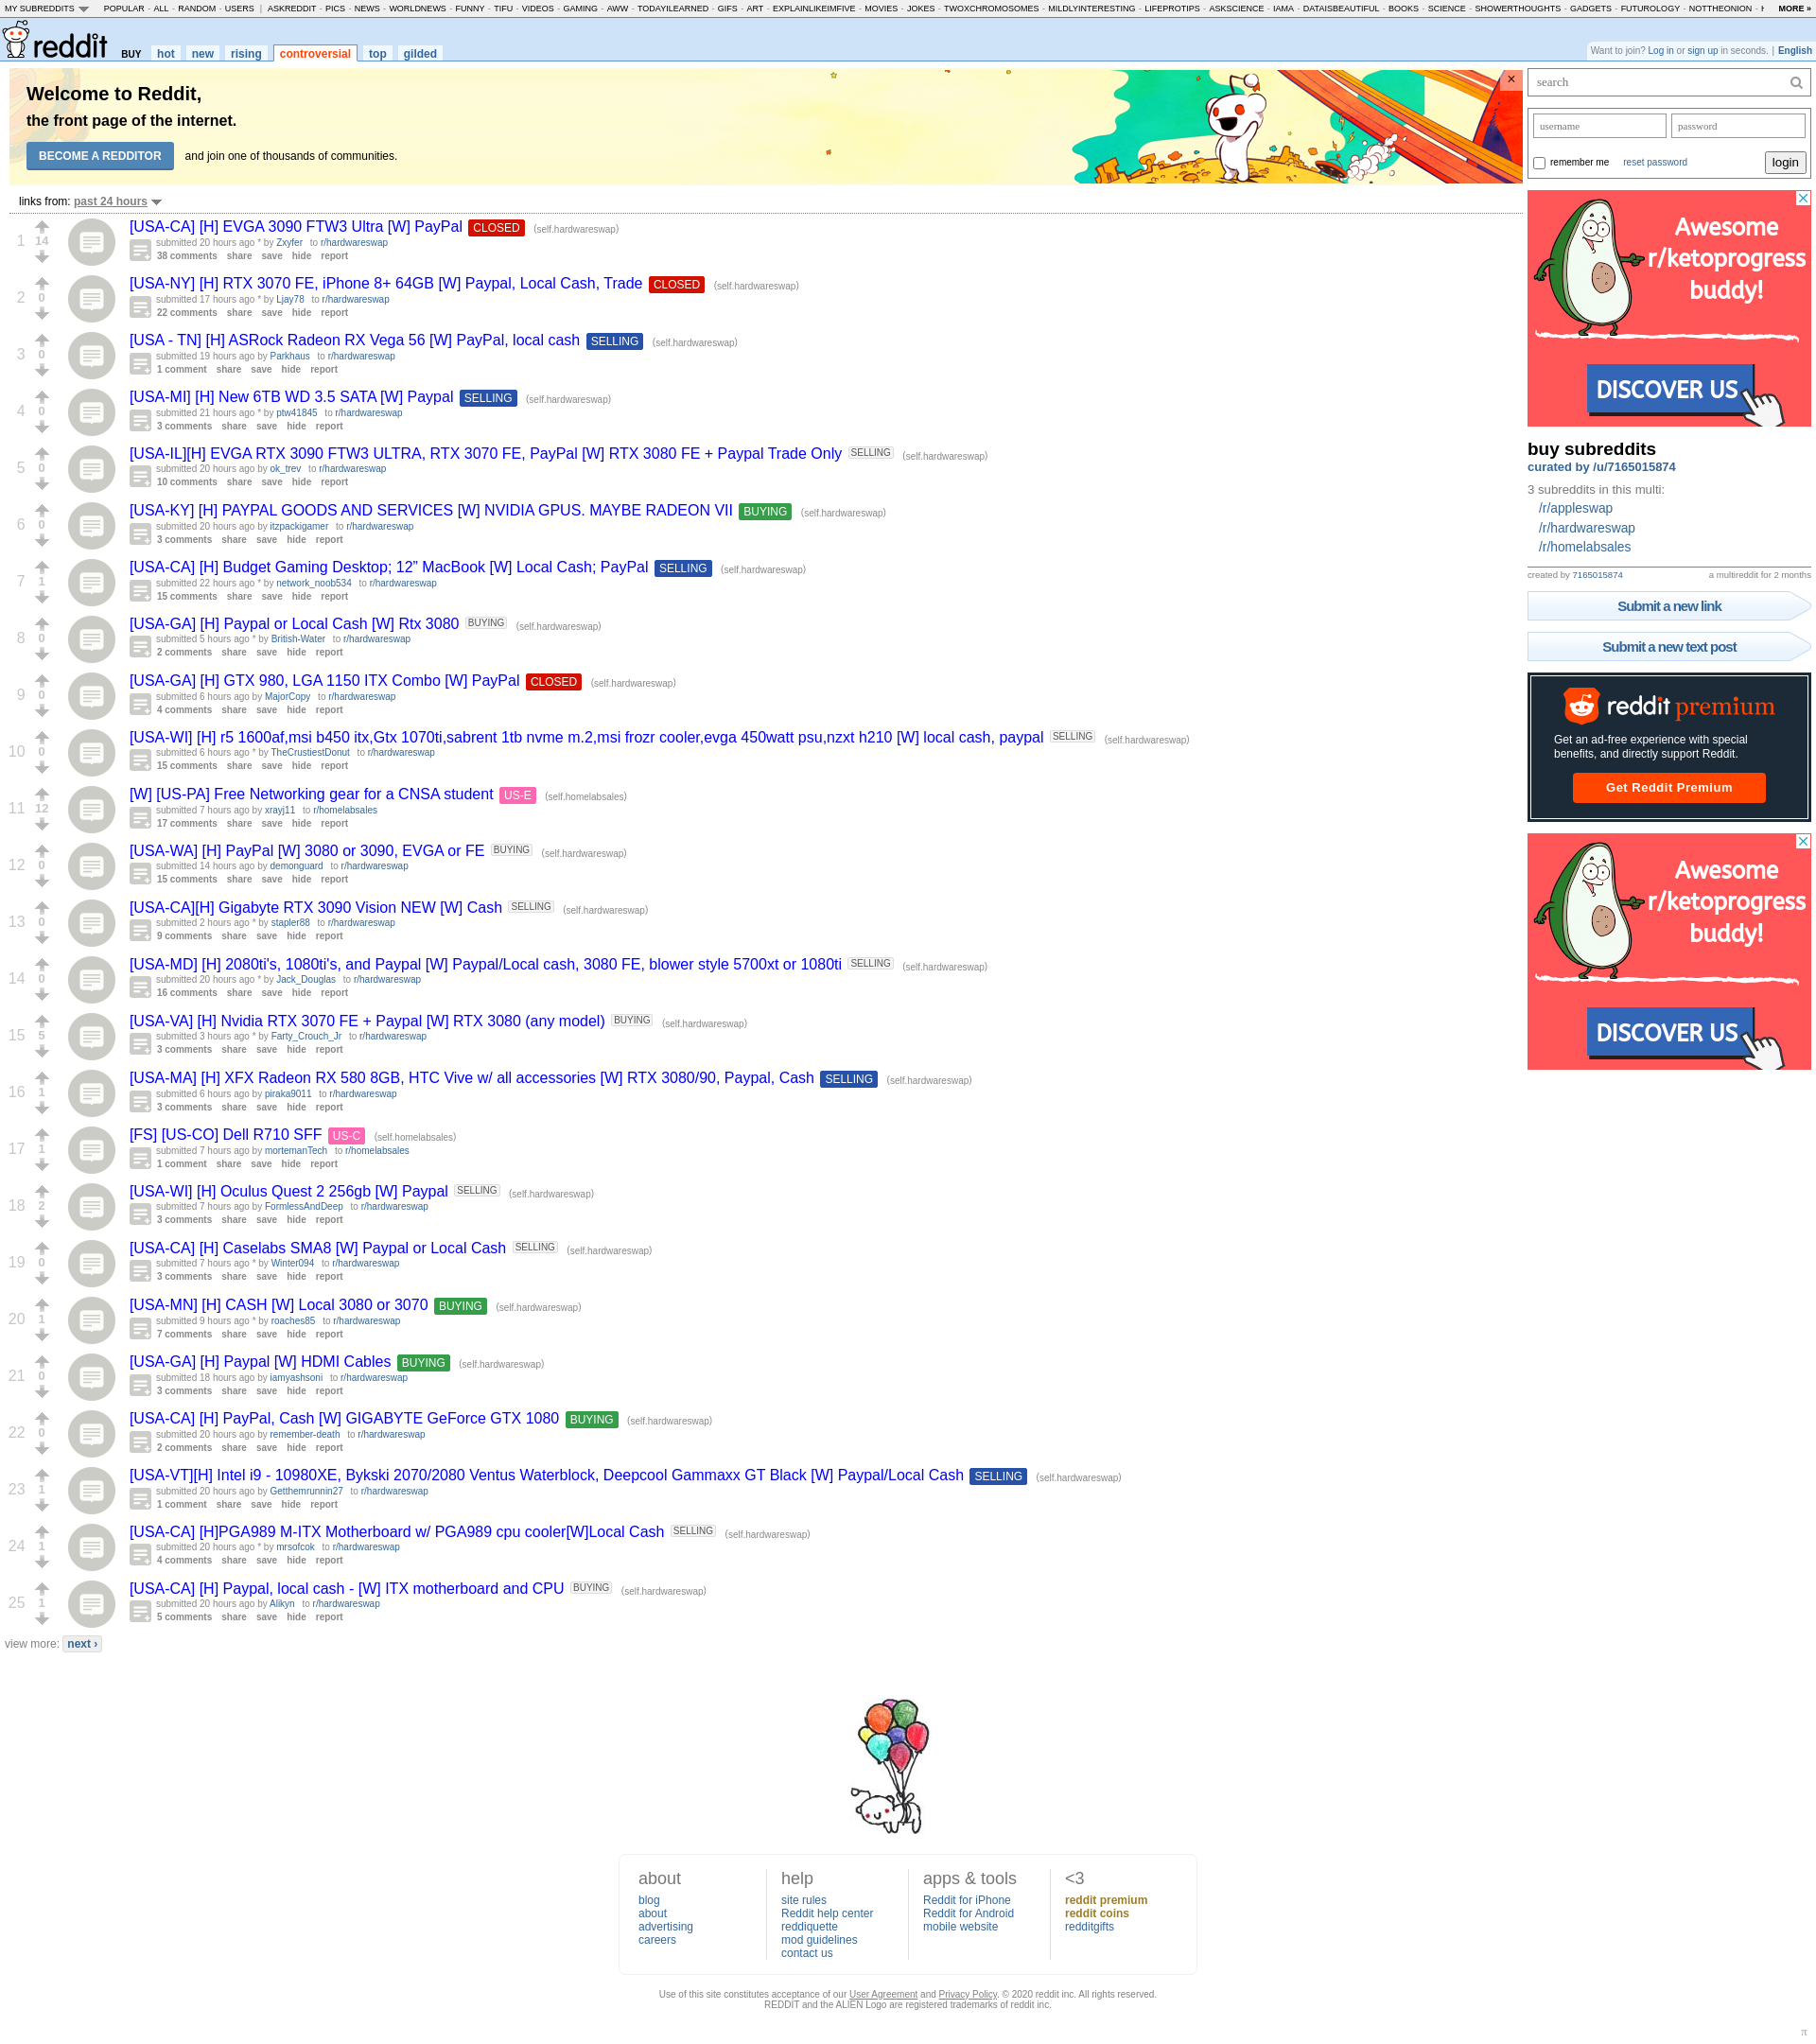 MY SUBREDDITS POPULAR - ALL - RANDOM - USERS | ASKREDDIT - PICS - NEWS - WORLDNEWS - FUNNY - TIFU - VIDEOS - GAMING - AWW - TODAYILEARNED - GIFS - ART - EXPLAINLIKEIMFIVE - MOVIES - JOKES - TWOXCHROMOSOMES - MILDLYINTERESTING - LIFEPROTIPS - ASKSCIENCE - IAMA - DATAISBEAUTIFUL - BOOKS - SCIENCE - SHOWERTHOUGHTS - GADGETS - FUTUROLOGY - NOTTHEONION - MORE »
reddit BUY hot new rising controversial top gilded
Want to join? Log in or sign up in seconds. | English
Welcome to Reddit,
the front page of the internet.
BECOME A REDDITOR and join one of thousands of communities.
×
links from: past 24 hours
1 14 [USA-CA] [H] EVGA 3090 FTW3 Ultra [W] PayPal CLOSED (self.hardwareswap)
submitted 20 hours ago * by Zxyfer to r/hardwareswap
38 comments share save hide report
2 0 [USA-NY] [H] RTX 3070 FE, iPhone 8+ 64GB [W] Paypal, Local Cash, Trade CLOSED (self.hardwareswap)
submitted 17 hours ago * by Ljay78 to r/hardwareswap
22 comments share save hide report
3 0 [USA - TN] [H] ASRock Radeon RX Vega 56 [W] PayPal, local cash SELLING (self.hardwareswap)
submitted 19 hours ago by Parkhaus to r/hardwareswap
1 comment share save hide report
4 0 [USA-MI] [H] New 6TB WD 3.5 SATA [W] Paypal SELLING (self.hardwareswap)
submitted 21 hours ago * by ptw41845 to r/hardwareswap
3 comments share save hide report
5 0 [USA-IL][H] EVGA RTX 3090 FTW3 ULTRA, RTX 3070 FE, PayPal [W] RTX 3080 FE + Paypal Trade Only SELLING (self.hardwareswap)
submitted 20 hours ago by ok_trev to r/hardwareswap
10 comments share save hide report
6 0 [USA-KY] [H] PAYPAL GOODS AND SERVICES [W] NVIDIA GPUS. MAYBE RADEON VII BUYING (self.hardwareswap)
submitted 20 hours ago by itzpackigamer to r/hardwareswap
3 comments share save hide report
7 1 [USA-CA] [H] Budget Gaming Desktop; 12” MacBook [W] Local Cash; PayPal SELLING (self.hardwareswap)
submitted 22 hours ago * by network_noob534 to r/hardwareswap
15 comments share save hide report
8 0 [USA-GA] [H] Paypal or Local Cash [W] Rtx 3080 BUYING (self.hardwareswap)
submitted 5 hours ago * by British-Water to r/hardwareswap
2 comments share save hide report
9 0 [USA-GA] [H] GTX 980, LGA 1150 ITX Combo [W] PayPal CLOSED (self.hardwareswap)
submitted 6 hours ago by MajorCopy to r/hardwareswap
4 comments share save hide report
10 0 [USA-WI] [H] r5 1600af,msi b450 itx,Gtx 1070ti,sabrent 1tb nvme m.2,msi frozr cooler,evga 450watt psu,nzxt h210 [W] local cash, paypal SELLING (self.hardwareswap)
submitted 6 hours ago * by TheCrustiestDonut to r/hardwareswap
15 comments share save hide report
11 12 [W] [US-PA] Free Networking gear for a CNSA student US-E (self.homelabsales)
submitted 7 hours ago by xrayj11 to r/homelabsales
17 comments share save hide report
12 0 [USA-WA] [H] PayPal [W] 3080 or 3090, EVGA or FE BUYING (self.hardwareswap)
submitted 14 hours ago by demonguard to r/hardwareswap
15 comments share save hide report
13 0 [USA-CA][H] Gigabyte RTX 3090 Vision NEW [W] Cash SELLING (self.hardwareswap)
submitted 2 hours ago * by stapler88 to r/hardwareswap
9 comments share save hide report
14 0 [USA-MD] [H] 2080ti's, 1080ti's, and Paypal [W] Paypal/Local cash, 3080 FE, blower style 5700xt or 1080ti SELLING (self.hardwareswap)
submitted 20 hours ago * by Jack_Douglas to r/hardwareswap
16 comments share save hide report
15 5 [USA-VA] [H] Nvidia RTX 3070 FE + Paypal [W] RTX 3080 (any model) BUYING (self.hardwareswap)
submitted 3 hours ago * by Farty_Crouch_Jr to r/hardwareswap
3 comments share save hide report
16 1 [USA-MA] [H] XFX Radeon RX 580 8GB, HTC Vive w/ all accessories [W] RTX 3080/90, Paypal, Cash SELLING (self.hardwareswap)
submitted 6 hours ago by piraka9011 to r/hardwareswap
3 comments share save hide report
17 1 [FS] [US-CO] Dell R710 SFF US-C (self.homelabsales)
submitted 7 hours ago by mortemanTech to r/homelabsales
1 comment share save hide report
18 2 [USA-WI] [H] Oculus Quest 2 256gb [W] Paypal SELLING (self.hardwareswap)
submitted 7 hours ago by FormlessAndDeep to r/hardwareswap
3 comments share save hide report
19 0 [USA-CA] [H] Caselabs SMA8 [W] Paypal or Local Cash SELLING (self.hardwareswap)
submitted 7 hours ago * by Winter094 to r/hardwareswap
3 comments share save hide report
20 1 [USA-MN] [H] CASH [W] Local 3080 or 3070 BUYING (self.hardwareswap)
submitted 9 hours ago * by roaches85 to r/hardwareswap
7 comments share save hide report
21 0 [USA-GA] [H] Paypal [W] HDMI Cables BUYING (self.hardwareswap)
submitted 18 hours ago by iamyashsoni to r/hardwareswap
3 comments share save hide report
22 0 [USA-CA] [H] PayPal, Cash [W] GIGABYTE GeForce GTX 1080 BUYING (self.hardwareswap)
submitted 20 hours ago by remember-death to r/hardwareswap
2 comments share save hide report
23 1 [USA-VT][H] Intel i9 - 10980XE, Bykski 2070/2080 Ventus Waterblock, Deepcool Gammaxx GT Black [W] Paypal/Local Cash SELLING (self.hardwareswap)
submitted 20 hours ago by Getthemrunnin27 to r/hardwareswap
1 comment share save hide report
24 1 [USA-CA] [H]PGA989 M-ITX Motherboard w/ PGA989 cpu cooler[W]Local Cash SELLING (self.hardwareswap)
submitted 20 hours ago * by mrsofcok to r/hardwareswap
4 comments share save hide report
25 1 [USA-CA] [H] Paypal, local cash - [W] ITX motherboard and CPU BUYING (self.hardwareswap)
submitted 20 hours ago by Alikyn to r/hardwareswap
5 comments share save hide report
view more: next ›
search
username password
remember me reset password login
Awesome
r/ketoprogress
buddy!
DISCOVER US
buy subreddits
curated by /u/7165015874
3 subreddits in this multi:
/r/appleswap
/r/hardwareswap
/r/homelabsales
created by 7165015874 a multireddit for 2 months
Submit a new link
Submit a new text post
reddit premium
Get an ad-free experience with special
benefits, and directly support Reddit.
Get Reddit Premium
Awesome
r/ketoprogress
buddy!
DISCOVER US
about
blog
about
advertising
careers
help
site rules
Reddit help center
reddiquette
mod guidelines
contact us
apps & tools
Reddit for iPhone
Reddit for Android
mobile website
<3
reddit premium
reddit coins
redditgifts
Use of this site constitutes acceptance of our User Agreement and Privacy Policy. © 2020 reddit inc. All rights reserved.
REDDIT and the ALIEN Logo are registered trademarks of reddit inc.
π